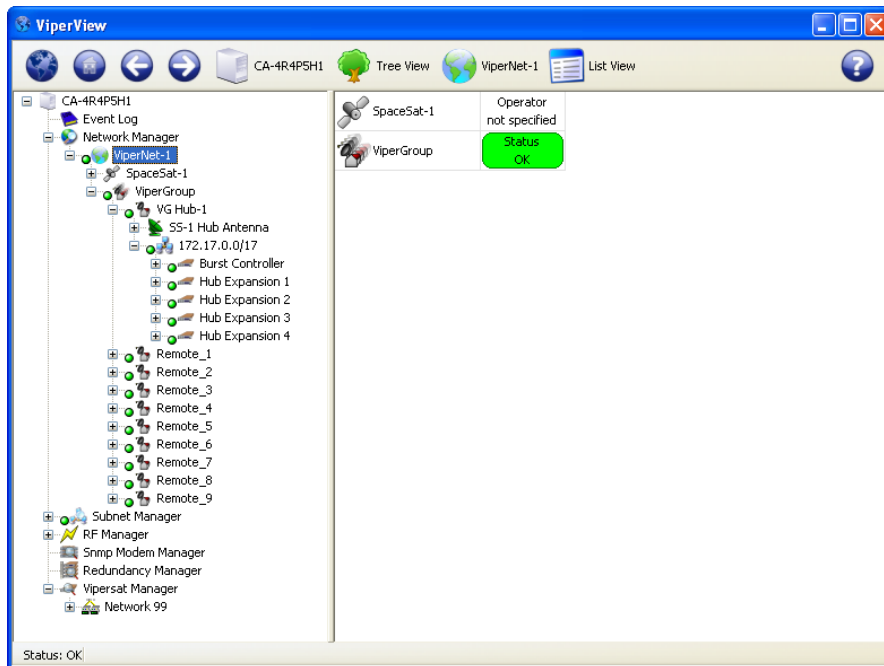 ViperView
CA-4R4P5H1 Tree View ViperNet-1 List View
CA-4R4P5H1
Event Log
Network Manager
ViperNet-1
SpaceSat-1
ViperGroup
VG Hub-1
SS-1 Hub Antenna
172.17.0.0/17
Burst Controller
Hub Expansion 1
Hub Expansion 2
Hub Expansion 3
Hub Expansion 4
Remote_1
Remote_2
Remote_3
Remote_4
Remote_5
Remote_6
Remote_7
Remote_8
Remote_9
Subnet Manager
RF Manager
Snmp Modem Manager
Redundancy Manager
Vipersat Manager
Network 99
SpaceSat-1
Operator
not specified
ViperGroup
Status
OK
Status: OK